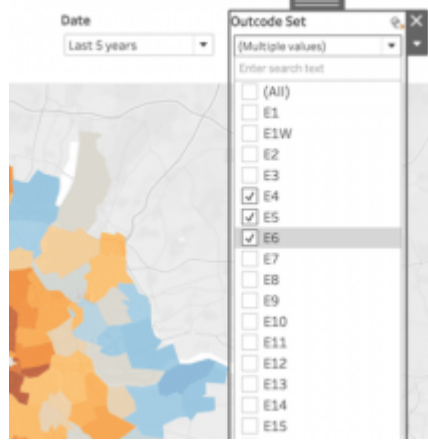 Date
Last 5 years
Outcode Set
(Multiple values)
Enter search text
(All)
E1
E1W
E2
E3
E4
E5
E6
E7
E8
E9
E10
E11
E12
E13
E14
E15